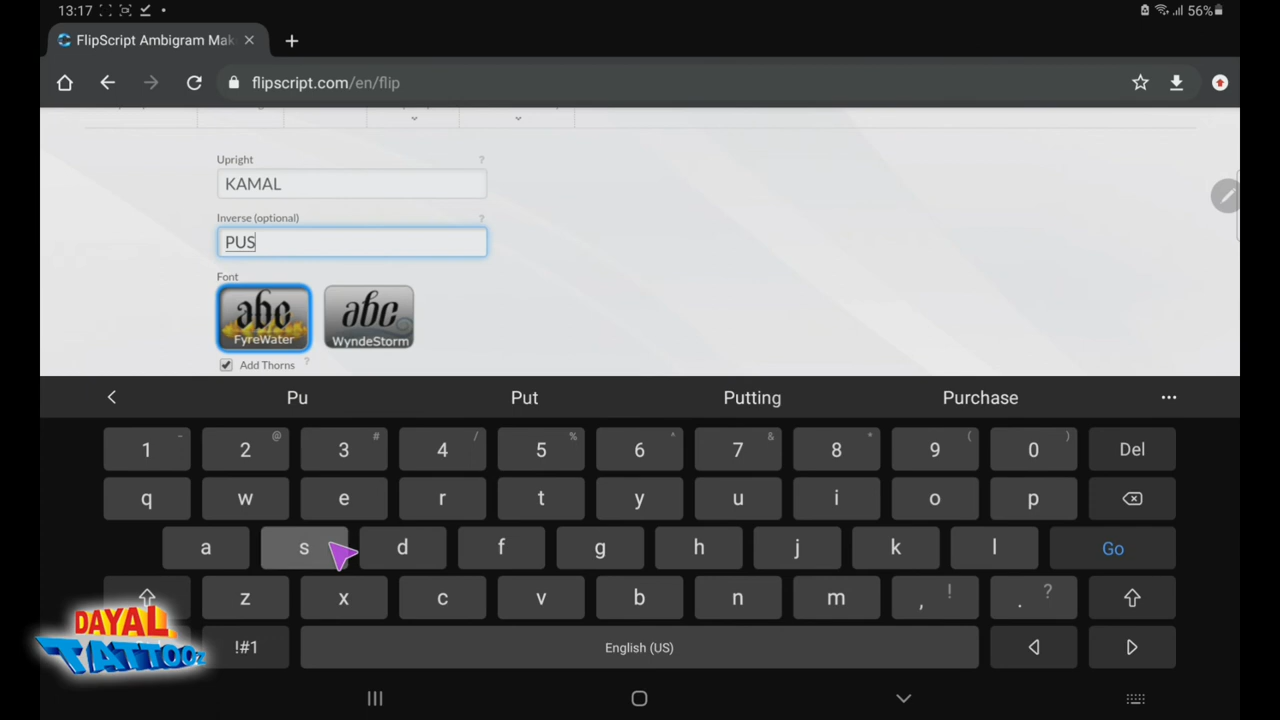 13:17
56%
FlipScript Ambigram Mak
flipscript.com/en/flip
Upright ?
KAMAL
Inverse (optional) ?
PUS
Font
abc abc
FyreWater WyndeStorm
Add Thorns ?
Pu Put Putting Purchase
1 - 2 @ 3 # 4 / 5 % 6 ^ 7 & 8 * 9 ( 0 ) Del
q w e r t y u i o p
a s d f g h j k l Go
z x c v b n m , ! . ?
!#1 English (US)
DAYAL
TATTOOz